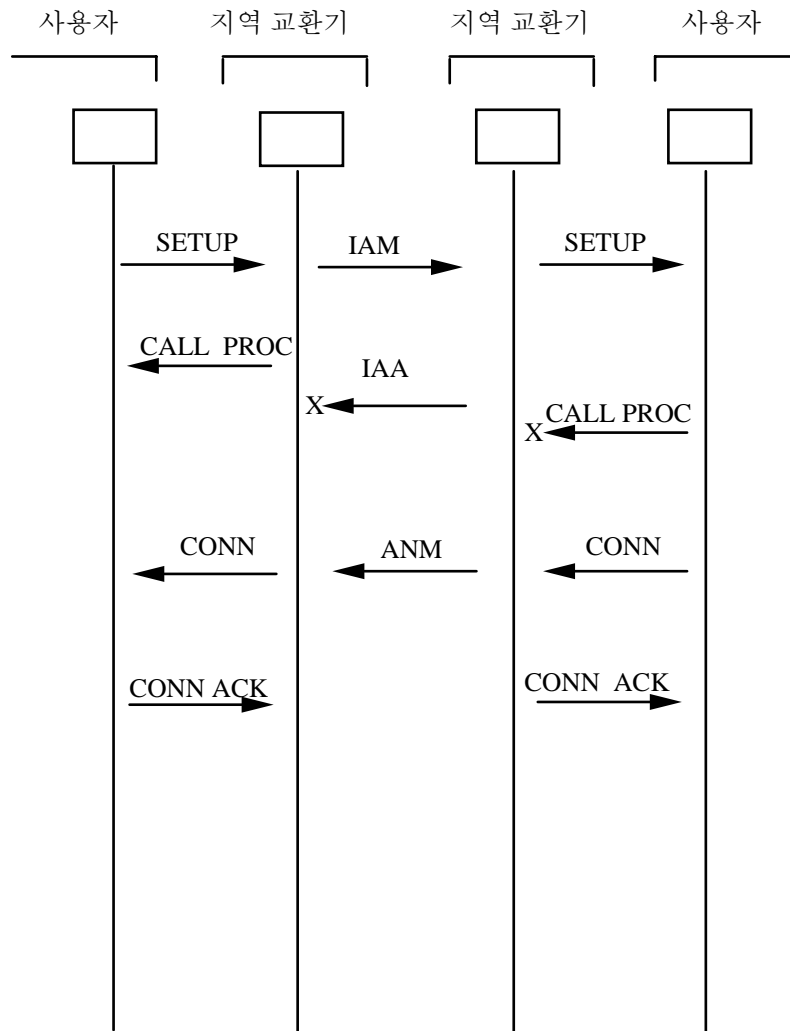 사용자 지역 교환기 지역 교환기 사용자
SETUP IAM SETUP
CALL PROC
IAA
X
CALL PROC
X
CONN ANM CONN
CONN ACK CONN ACK